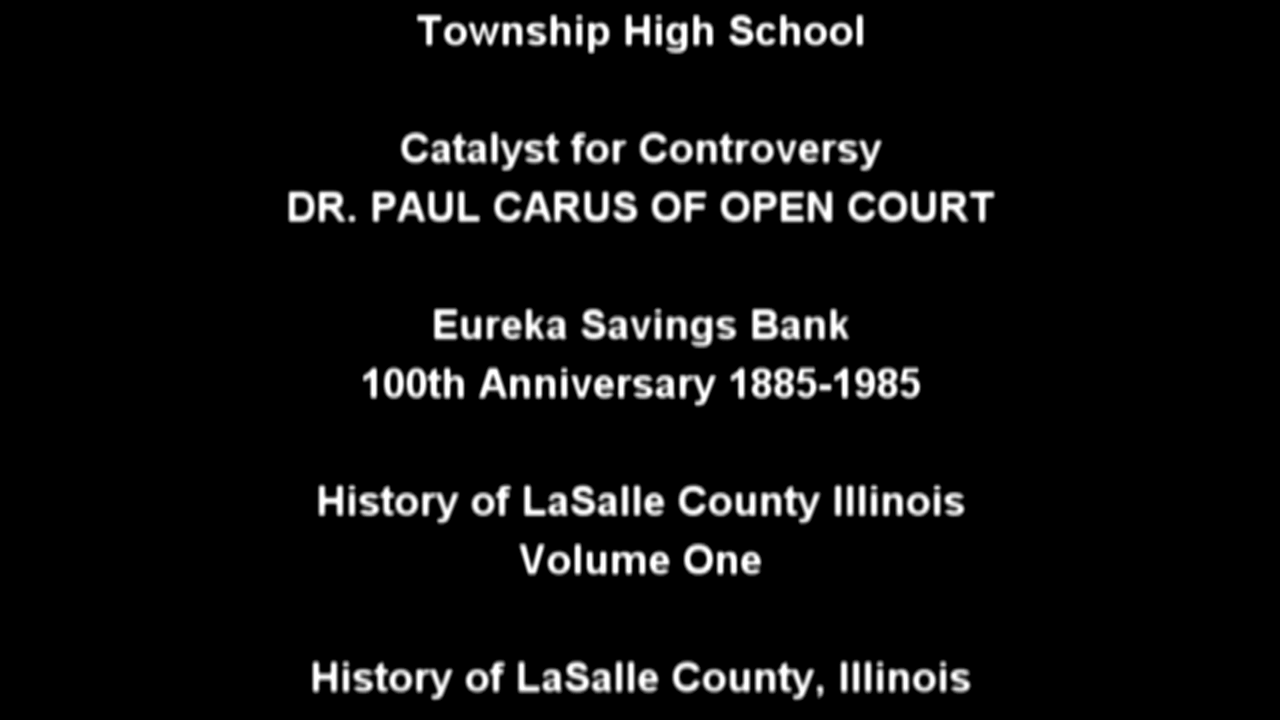 Township High School
Catalyst for Controversy
DR. PAUL CARUS OF OPEN COURT
Eureka Savings Bank
100th Anniversary 1885-1985
History of LaSalle County Illinois
Volume One
History of LaSalle County, Illinois